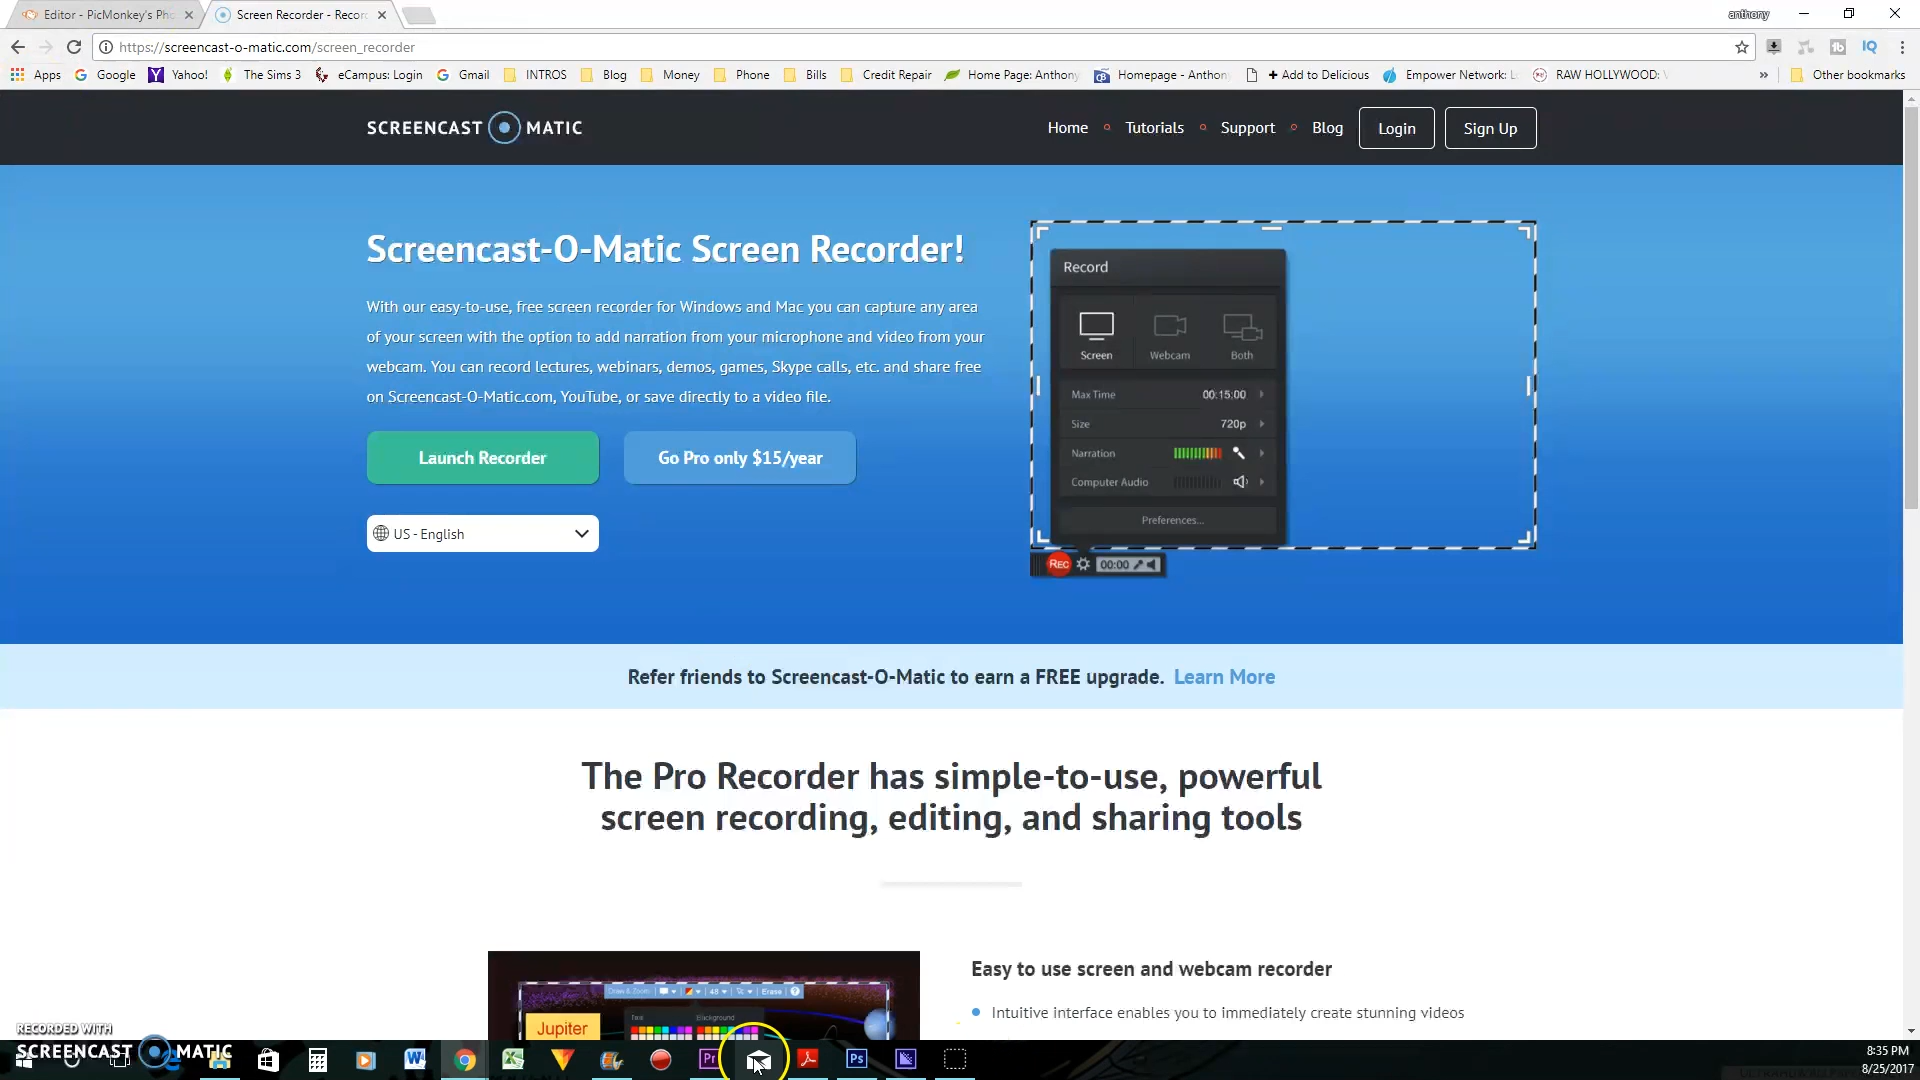 Editor - PicMonkey's Ph
Screen Recorder - Recor
anthony
https://screencast-o-matic.com/screen_recorder
IQ
Apps
Google
Yahoo!
The Sims 3
eCampus: Login
Gmail
INTROS
Blog
Money
Phone
Bills
Credit Repair
Home Page: Anthony
Homepage - Anthon
+ Add to Delicious
Empower Network: L
RAW HOLLYWOOD:
»
Other bookmarks
SCREENCAST MATIC
Home
Tutorials
Support
Blog
Login
Sign Up
Screencast-O-Matic Screen Recorder!
With our easy-to-use, free screen recorder for Windows and Mac you can capture any area
of your screen with the option to add narration from your microphone and video from your
webcam. You can record lectures, webinars, demos, games, Skype calls, etc. and share free
on Screencast-O-Matic.com, YouTube, or save directly to a video file.
Launch Recorder
Go Pro only $15/year
US - English
Record
Screen
Webcam
Both
Max Time 00:15:00
Size 720p
Narration
Computer Audio
Preferences...
REC 00:00
Refer friends to Screencast-O-Matic to earn a FREE upgrade. Learn More
The Pro Recorder has simple-to-use, powerful
screen recording, editing, and sharing tools
Draw & Zoom 48 Erase ?
Text Background
Jupiter
Easy to use screen and webcam recorder
Intuitive interface enables you to immediately create stunning videos
RECORDED WITH
SCREENCAST MATIC
Pr
Ps
8:35 PM
8/25/2017